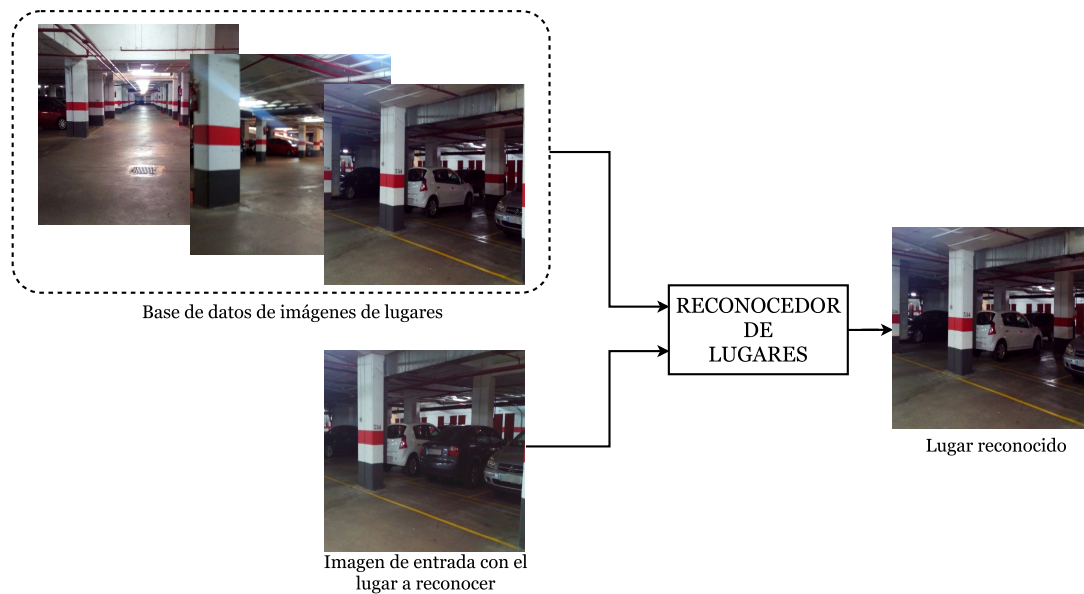 Base de datos de imágenes de lugares
RECONOCEDOR
DE
LUGARES
Lugar reconocido
Imagen de entrada con el
lugar a reconocer